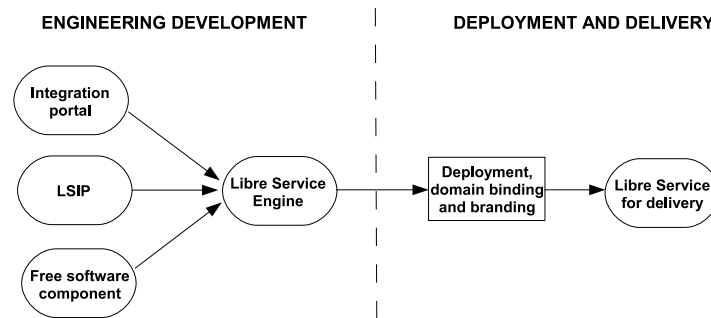 ENGINEERING DEVELOPMENT
DEPLOYMENT AND DELIVERY
Integration
portal
LSIP
Free software
component
Libre Service
Engine
Deployment,
domain binding
and branding
Libre Service
for delivery